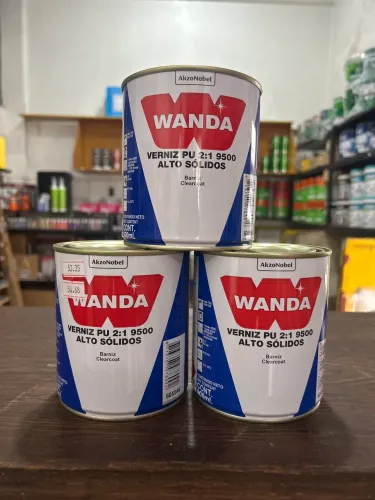 AkzoNobel
WANDA
VERNIZ PU 2:1 9500
ALTO SÓLIDOS
Barniz
Clearcoat
CONT.
AkzoNobel
WANDA
VERNIZ PU 2:1 9500
ALTO SÓLIDOS
Barniz
Clearcoat
AkzoNobel
WANDA
VERNIZ PU 2:1 9500
ALTO SÓLIDOS
Barniz
Clearcoat